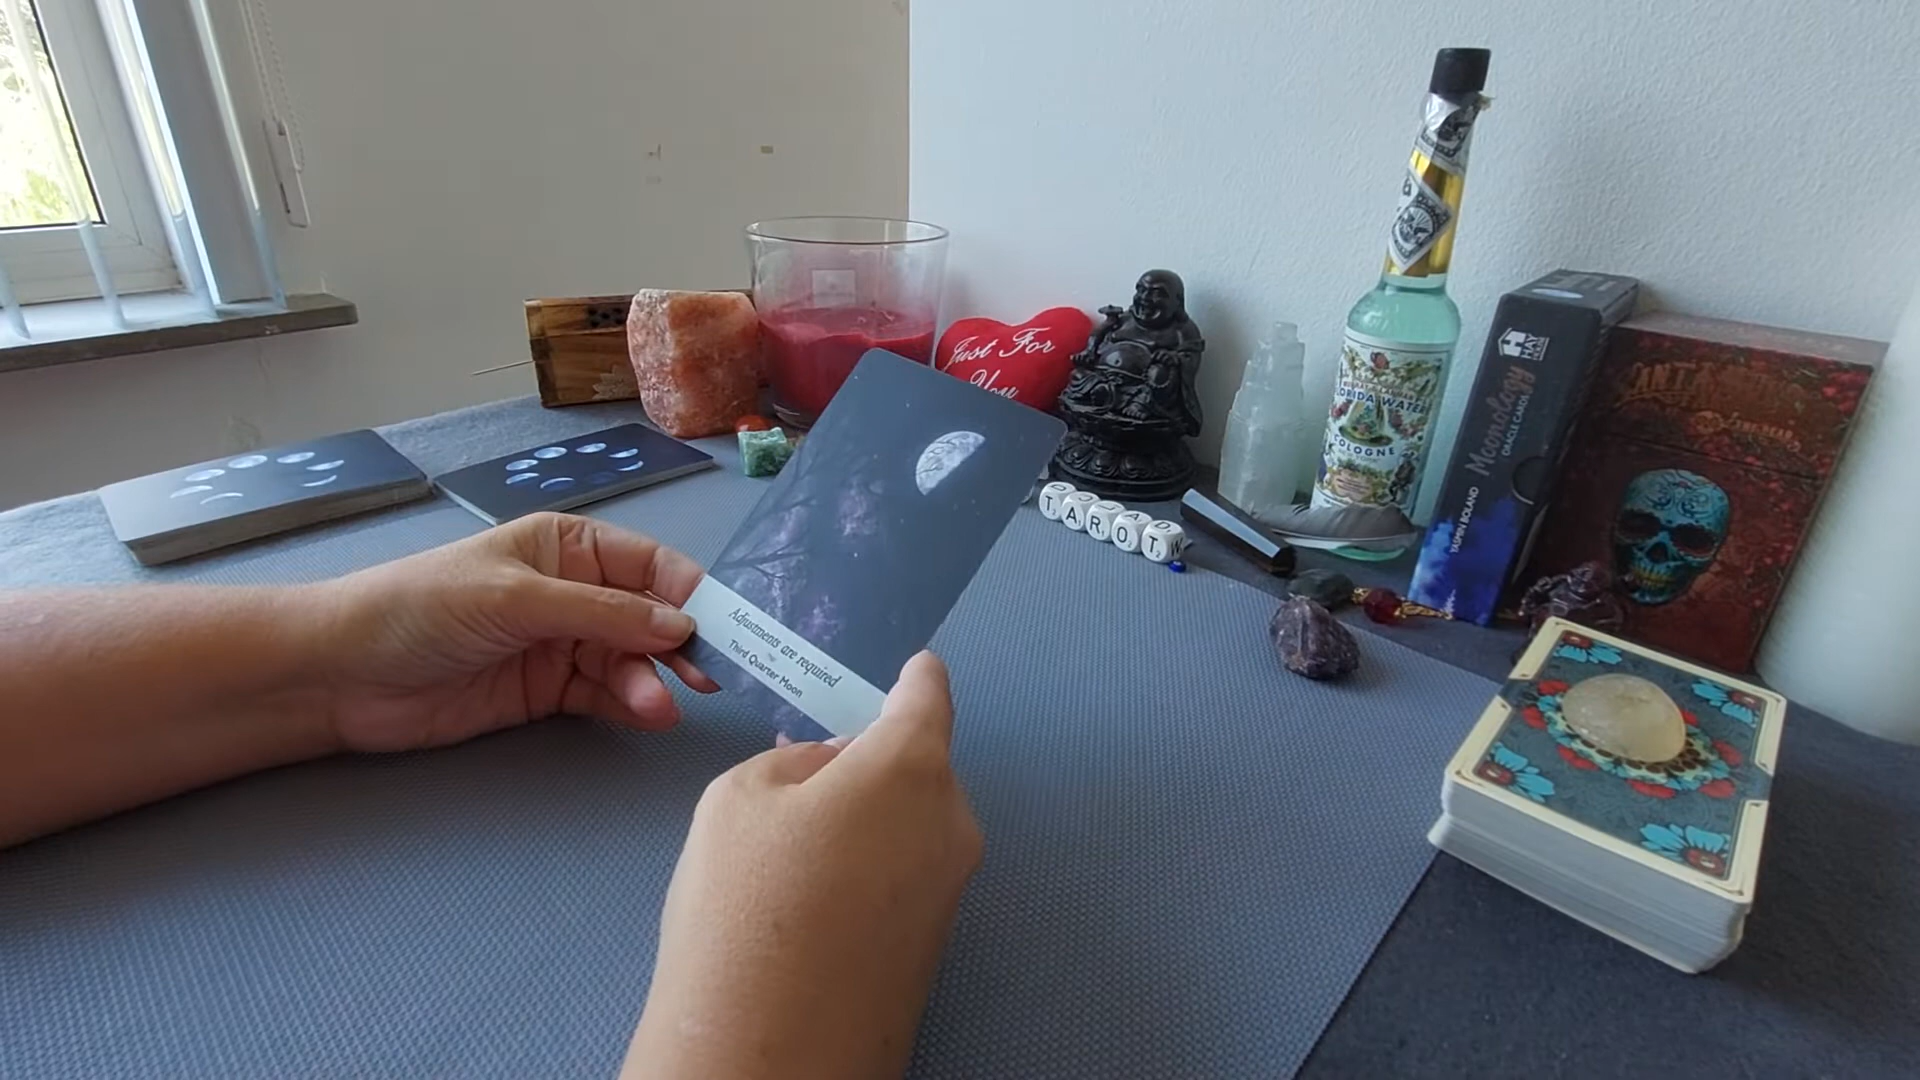 Just For
You
Adjustments are required
Third Quarter Moon
TAROT
FLORIDA WATER
COLOGNE
HAY
HOUSE
Moonology
ORACLE CARDS
YASMIN BOLAND